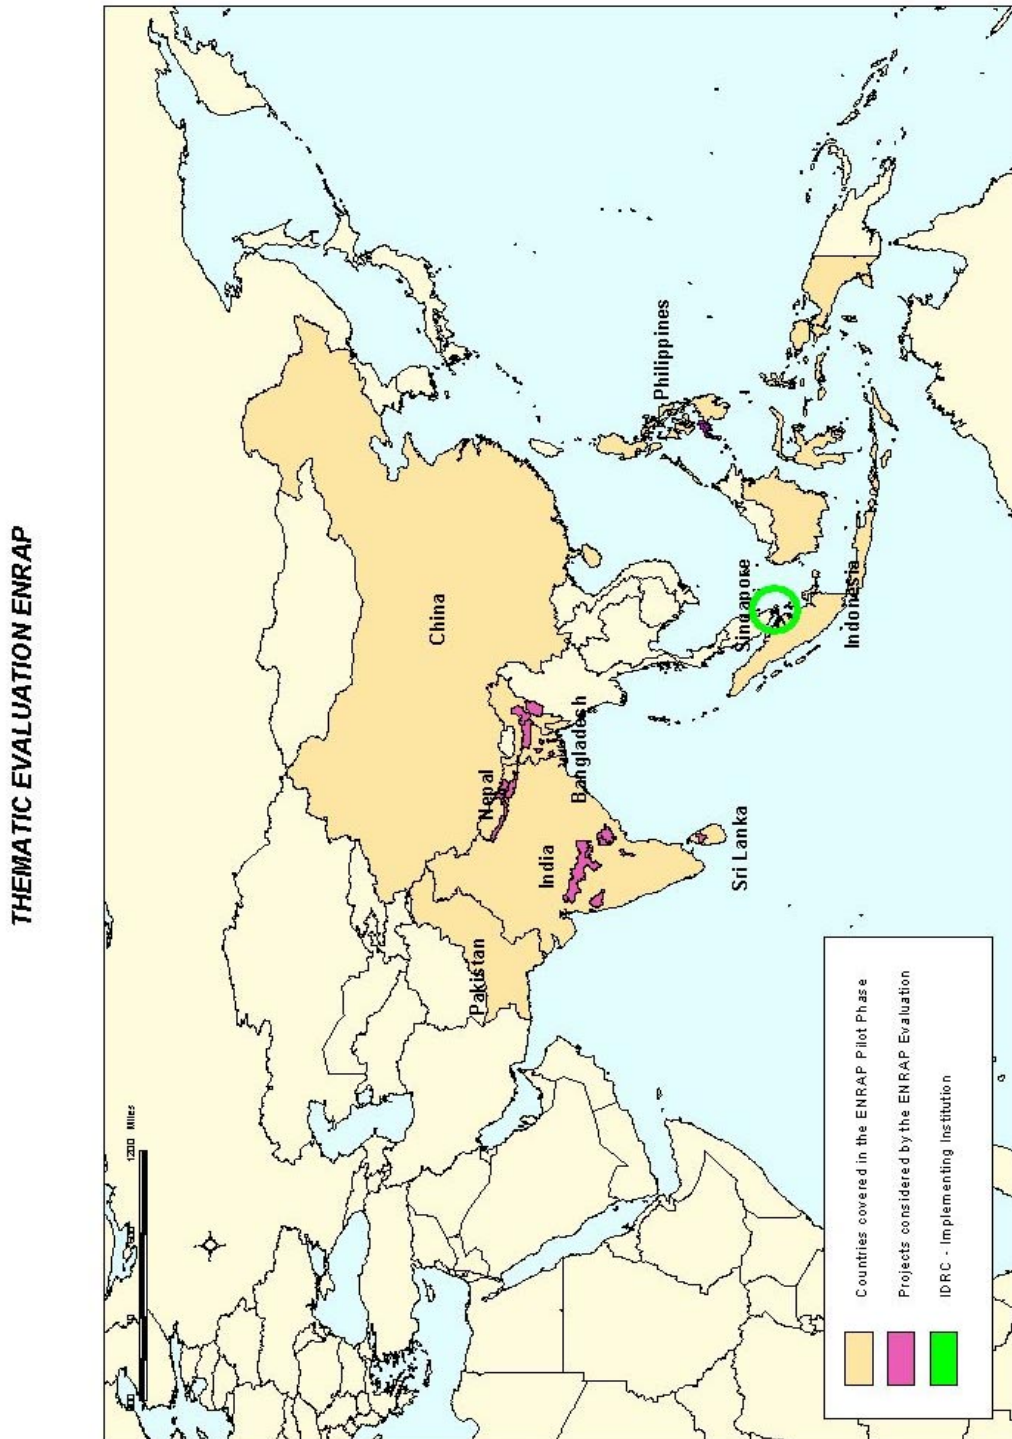 THEMATIC EVALUATION ENRAP
1200 Miles
China
Philippines
Nepal
Bangladesh
India
Pakistan
Sri Lanka
Singapore
Indonesia
Countries covered in the ENRAP Pilot Phase
Projects considered by the ENRAP Evaluation
IDRC - Implementing Institution